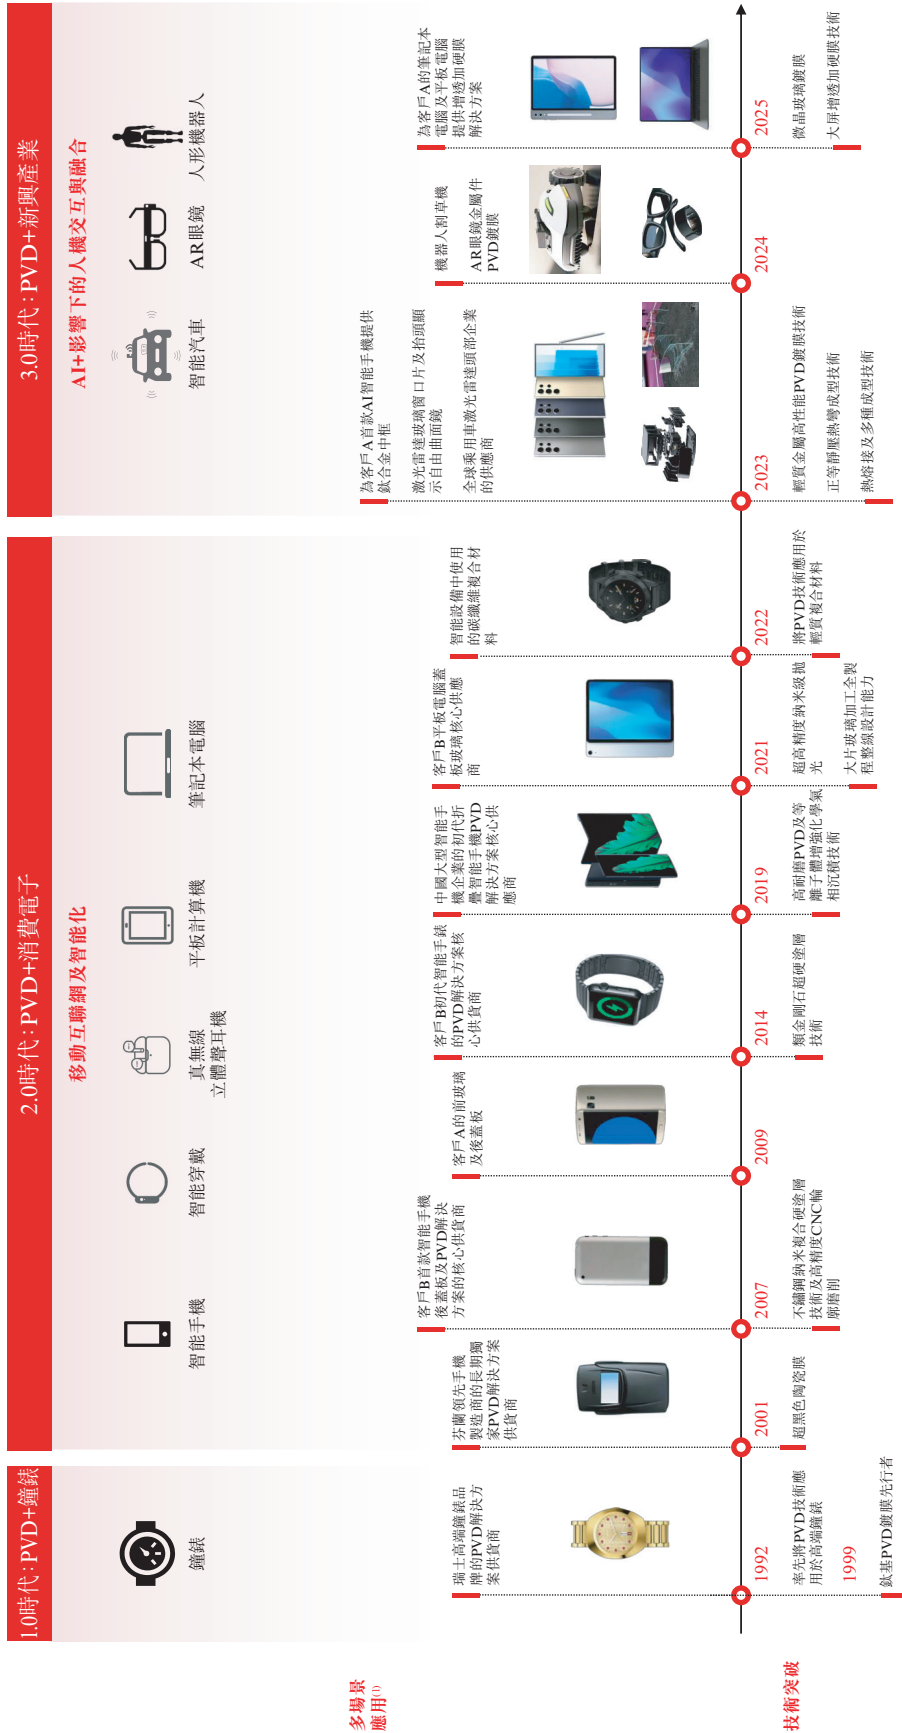 1.0時代：PVD+鐘錶
鐘錶
2.0時代：PVD+消費電子
移動互聯網及智能化
智能手機
智能穿戴
真無線
立體聲耳機
平板計算機
筆記本電腦
3.0時代：PVD+新興產業
AI+影響下的人機交互與融合
智能汽車
AR眼鏡
人形機器人
多場景
應用(1)
瑞士高端鐘錶品
牌的PVD解決方
案供貨商
芬蘭領先手機
製造商的長期獨
家PVD解決方案
供貨商
客戶B首款智能手機
後蓋板及PVD解決
方案的核心供貨商
客戶A的前玻璃
及後蓋板
客戶B初代智能手錶
的PVD解決方案核
心供貨商
中國大型智能手
機企業的初代折
疊智能手機PVD
解決方案核心供
應商
客戶B平板電腦蓋
板玻璃核心供應
商
智能設備中使用
的碳纖維複合材
料
為客戶A首款AI智能手機提供
鈦合金中框
激光雷達玻璃窗口片及抬頭顯
示自由曲面鏡
全球乘用車激光雷達頭部企業
的供應商
機器人割草機
AR眼鏡金屬件
PVD鍍膜
為客戶A的筆記本
電腦及平板電腦
提供增透加硬膜
解決方案
技術突破
1992
率先將PVD技術應
用於高端鐘錶
1999
鈦基PVD鍍膜先行者
2001
超黑色陶瓷膜
2007
不鏽鋼納米複合硬塗層
技術及高精度CNC輪
廓磨削
2009
2014
類金剛石超硬塗層
技術
2019
高耐磨PVD及等
離子體增強化學氣
相沉積技術
2021
超高精度納米級拋
光
大片玻璃加工全製
程整線設計能力
2022
將PVD技術應用於
輕質複合材料
2023
輕質金屬高性能PVD鍍膜技術
正等靜壓熱彎成型技術
熱熔接及多種成型技術
2024
2025
微晶玻璃鍍膜
大屏增透加硬膜技術